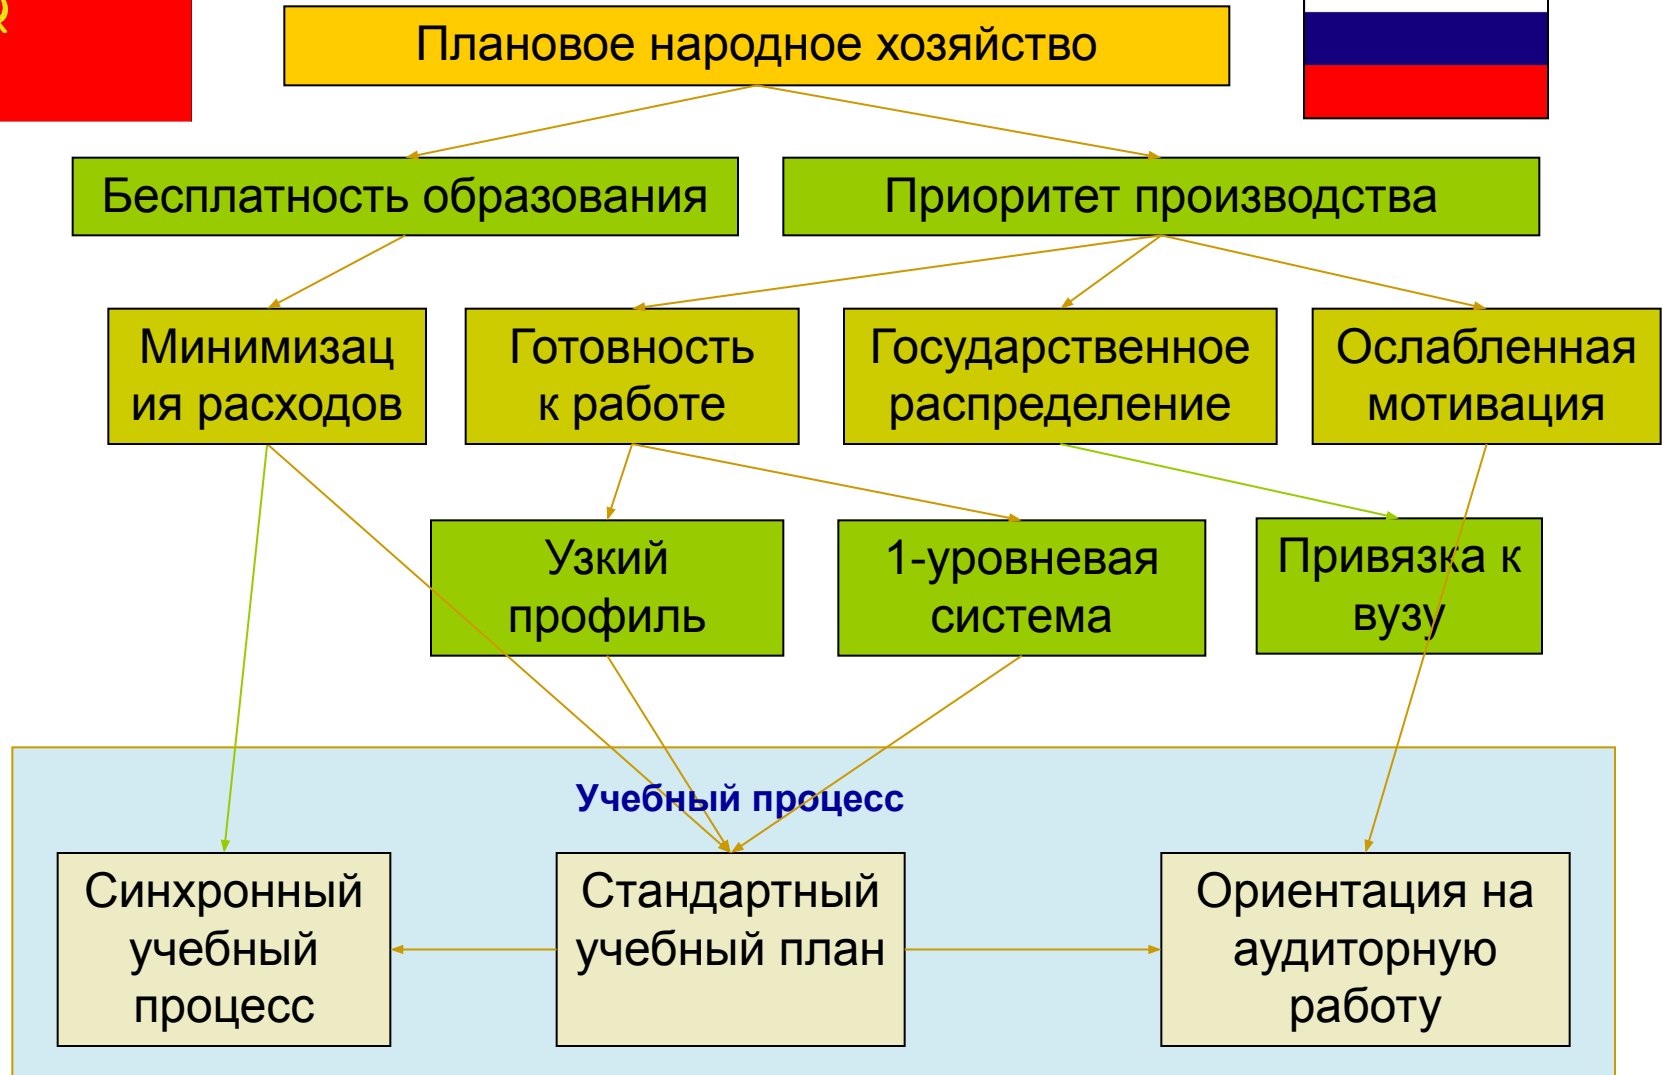 Плановое народное хозяйство
Бесплатность образования
Приоритет производства
Минимизац
ия расходов
Готовность
к работе
Государственное
распределение
Ослабленная
мотивация
Узкий
профиль
1-уровневая
система
Привязка к
вузу
Учебный процесс
Синхронный
учебный
процесс
Стандартный
учебный план
Ориентация на
аудиторную
работу